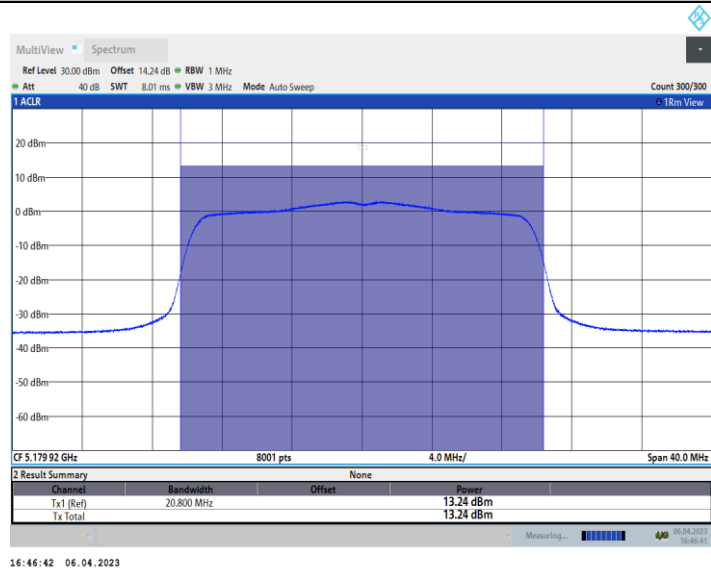 MultiView Spectrum
Ref Level 30.00 dBm Offset 14.24 dB RBW 1 MHz
Att 40 dB SWT 8.01 ms VBW 3 MHz Mode Auto Sweep Count 300/300
1 ACLR 1Rm View
20 dBm
10 dBm
0 dBm
-10 dBm
-20 dBm
-30 dBm
-40 dBm
-50 dBm
-60 dBm
CF 5.179 92 GHz 8001 pts 4.0 MHz/ Span 40.0 MHz
2 Result Summary None
Channel Bandwidth Offset Power
Tx1 (Ref) 20.800 MHz 13.24 dBm
Tx Total 13.24 dBm
Measuring... 06.04.2023
16:46:41
16:46:42 06.04.2023